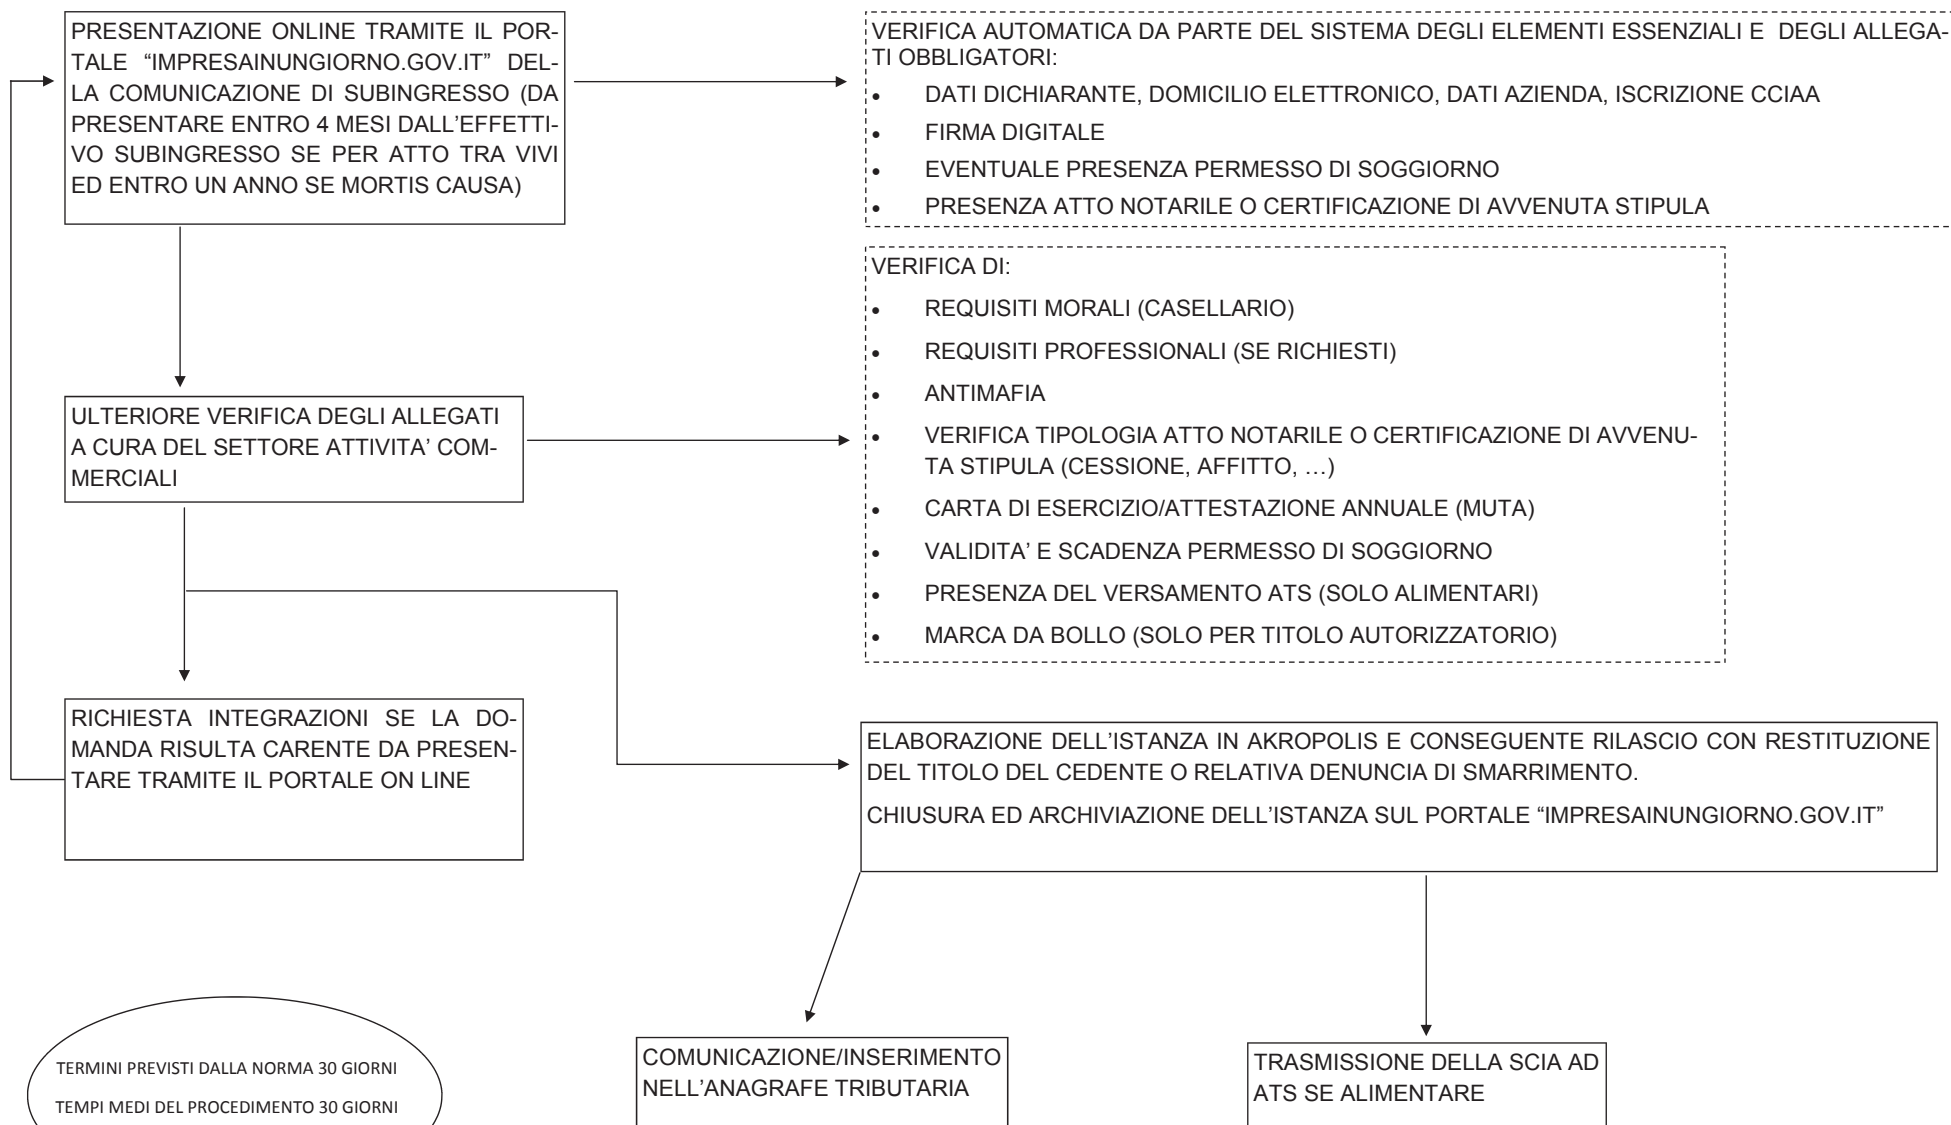 PRESENTAZIONE ONLINE TRAMITE IL POR-
TALE “IMPRESAINUNGIORNO.GOV.IT” DEL-
LA COMUNICAZIONE DI SUBINGRESSO (DA
PRESENTARE ENTRO 4 MESI DALL’EFFETTI-
VO SUBINGRESSO SE PER ATTO TRA VIVI
ED ENTRO UN ANNO SE MORTIS CAUSA)
VERIFICA AUTOMATICA DA PARTE DEL SISTEMA DEGLI ELEMENTI ESSENZIALI E DEGLI ALLEGA-
TI OBBLIGATORI:
• DATI DICHIARANTE, DOMICILIO ELETTRONICO, DATI AZIENDA, ISCRIZIONE CCIAA
• FIRMA DIGITALE
• EVENTUALE PRESENZA PERMESSO DI SOGGIORNO
• PRESENZA ATTO NOTARILE O CERTIFICAZIONE DI AVVENUTA STIPULA
ULTERIORE VERIFICA DEGLI ALLEGATI
A CURA DEL SETTORE ATTIVITA’ COM-
MERCIALI
VERIFICA DI:
• REQUISITI MORALI (CASELLARIO)
• REQUISITI PROFESSIONALI (SE RICHIESTI)
• ANTIMAFIA
• VERIFICA TIPOLOGIA ATTO NOTARILE O CERTIFICAZIONE DI AVVENU-
TA STIPULA (CESSIONE, AFFITTO, …)
• CARTA DI ESERCIZIO/ATTESTAZIONE ANNUALE (MUTA)
• VALIDITA’ E SCADENZA PERMESSO DI SOGGIORNO
• PRESENZA DEL VERSAMENTO ATS (SOLO ALIMENTARI)
• MARCA DA BOLLO (SOLO PER TITOLO AUTORIZZATORIO)
RICHIESTA INTEGRAZIONI SE LA DO-
MANDA RISULTA CARENTE DA PRESEN-
TARE TRAMITE IL PORTALE ON LINE
ELABORAZIONE DELL’ISTANZA IN AKROPOLIS E CONSEGUENTE RILASCIO CON RESTITUZIONE
DEL TITOLO DEL CEDENTE O RELATIVA DENUNCIA DI SMARRIMENTO.
CHIUSURA ED ARCHIVIAZIONE DELL’ISTANZA SUL PORTALE “IMPRESAINUNGIORNO.GOV.IT”
TERMINI PREVISTI DALLA NORMA 30 GIORNI
TEMPI MEDI DEL PROCEDIMENTO 30 GIORNI
COMUNICAZIONE/INSERIMENTO
NELL’ANAGRAFE TRIBUTARIA
TRASMISSIONE DELLA SCIA AD
ATS SE ALIMENTARE